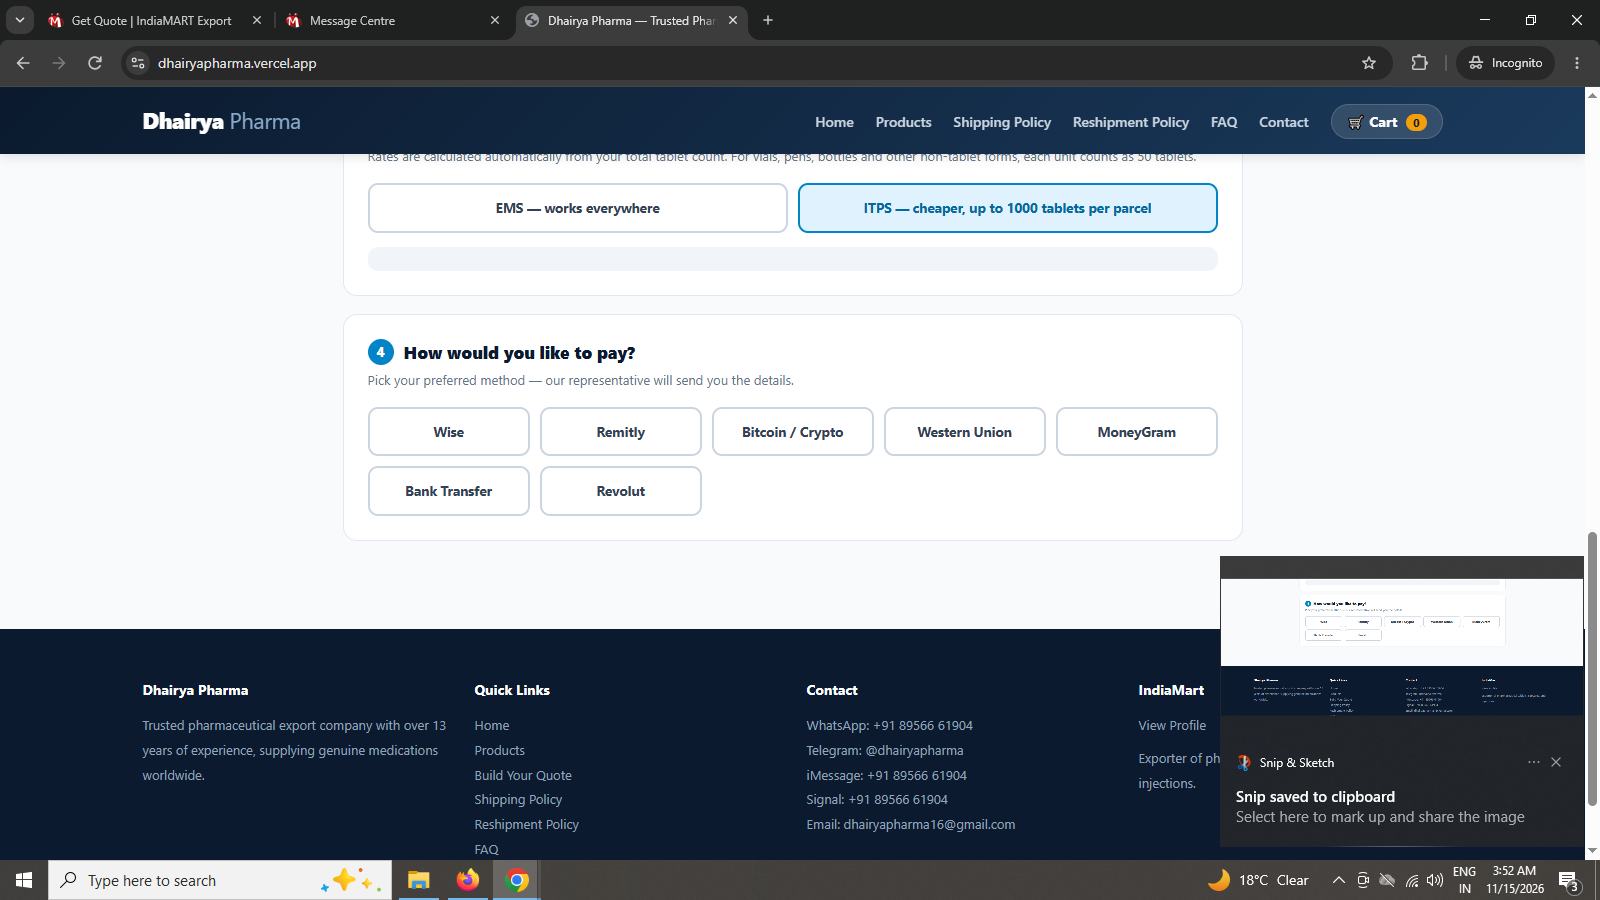 Get Quote | IndiaMART Export
Message Centre
Dhairya Pharma — Trusted Phar
dhairyapharma.vercel.app
Incognito
Dhairya Pharma
Home
Products
Shipping Policy
Reshipment Policy
FAQ
Contact
Cart 0
Rates are calculated automatically from your total tablet count. For vials, pens, bottles and other non-tablet forms, each unit counts as 50 tablets.
EMS — works everywhere
ITPS — cheaper, up to 1000 tablets per parcel
4 How would you like to pay?
Pick your preferred method — our representative will send you the details.
Wise
Remitly
Bitcoin / Crypto
Western Union
MoneyGram
Bank Transfer
Revolut
Dhairya Pharma
Trusted pharmaceutical export company with over 13
years of experience, supplying genuine medications
worldwide.
Quick Links
Home
Products
Build Your Quote
Shipping Policy
Reshipment Policy
FAQ
Contact
WhatsApp: +91 89566 61904
Telegram: @dhairyapharma
iMessage: +91 89566 61904
Signal: +91 89566 61904
Email: dhairyapharma16@gmail.com
IndiaMart
View Profile
Exporter of ph
injections.
How would you like to pay?
Snip & Sketch
Snip saved to clipboard
Select here to mark up and share the image
Type here to search
18°C Clear
ENG
IN
3:52 AM
11/15/2026
3